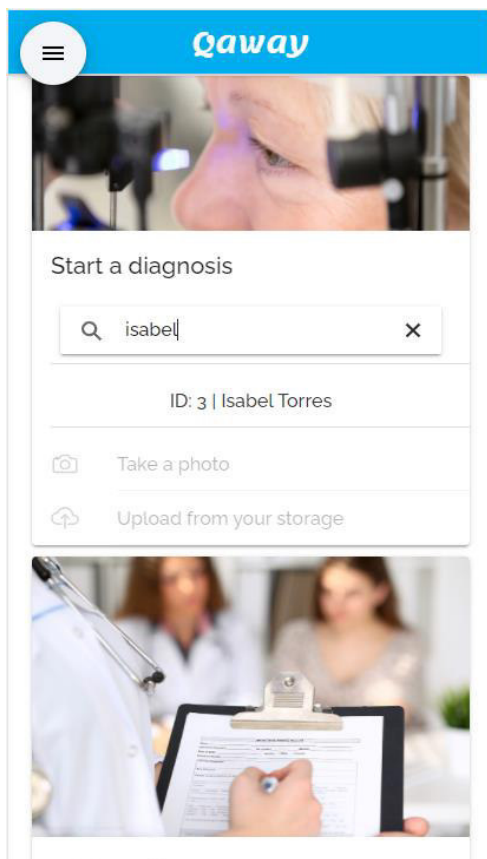 Qaway
Start a diagnosis
isabel
ID: 3 | Isabel Torres
Take a photo
Upload from your storage